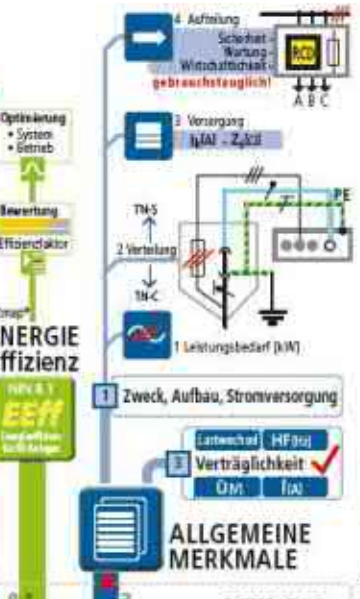 4 Aufteilung
Sicherheit -
Wartung -
Wirtschaftlichkeit -
gebrauchstauglich!
RCD
A B C
Optimierung
• System
• Betrieb
3 Versorgung
Bewertung
Effizienzfaktor
TN-S
2 Verteilung
TN-C
PE
1 Leistungsbedarf [kW]
NERGIE
ffizienz
EEff
1 Zweck, Aufbau, Stromversorgung
Lastwechsel HF[Hz]
3 Verträglichkeit
Û[V] Î[A]
ALLGEMEINE
MERKMALE